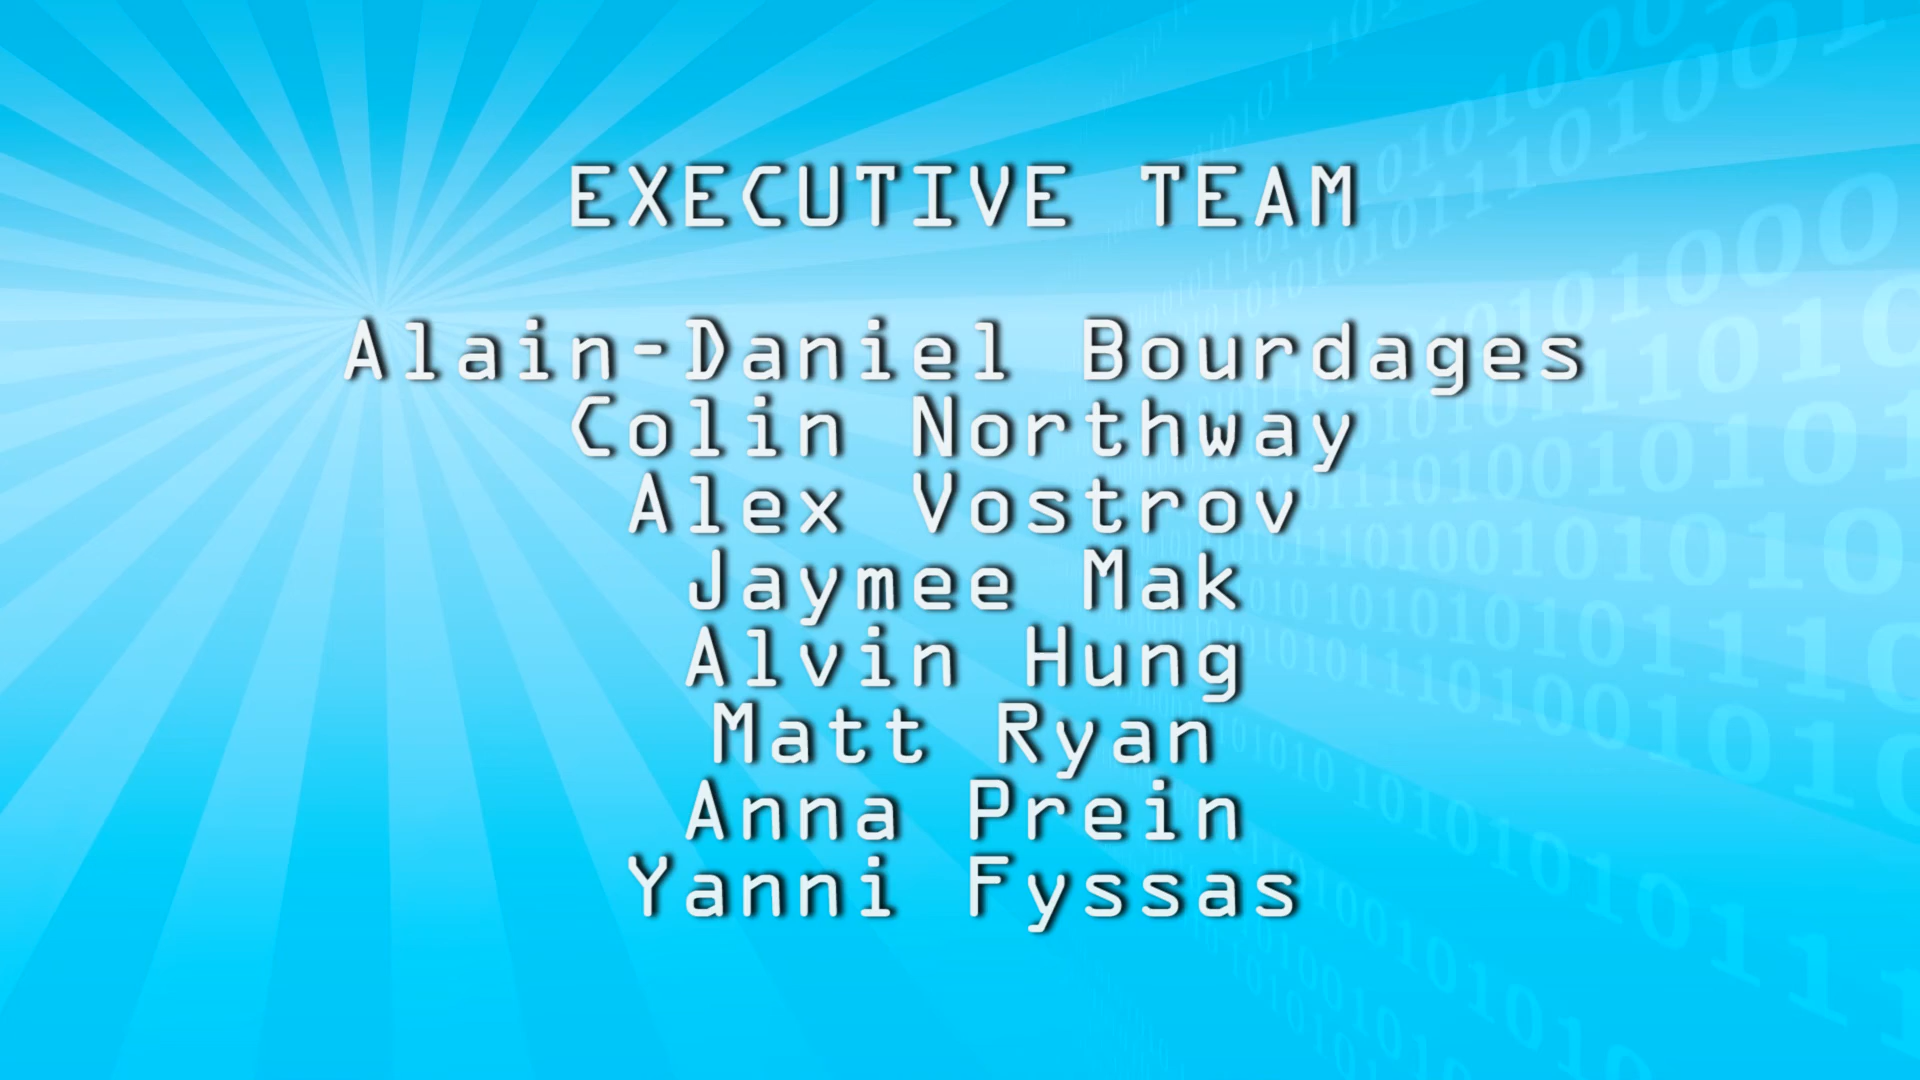 EXECUTIVE TEAM
Alain-Daniel Bourdages
Colin Northway
Alex Vostrov
Jaymee Mak
Alvin Hung
Matt Ryan
Anna Prein
Yanni Fyssas